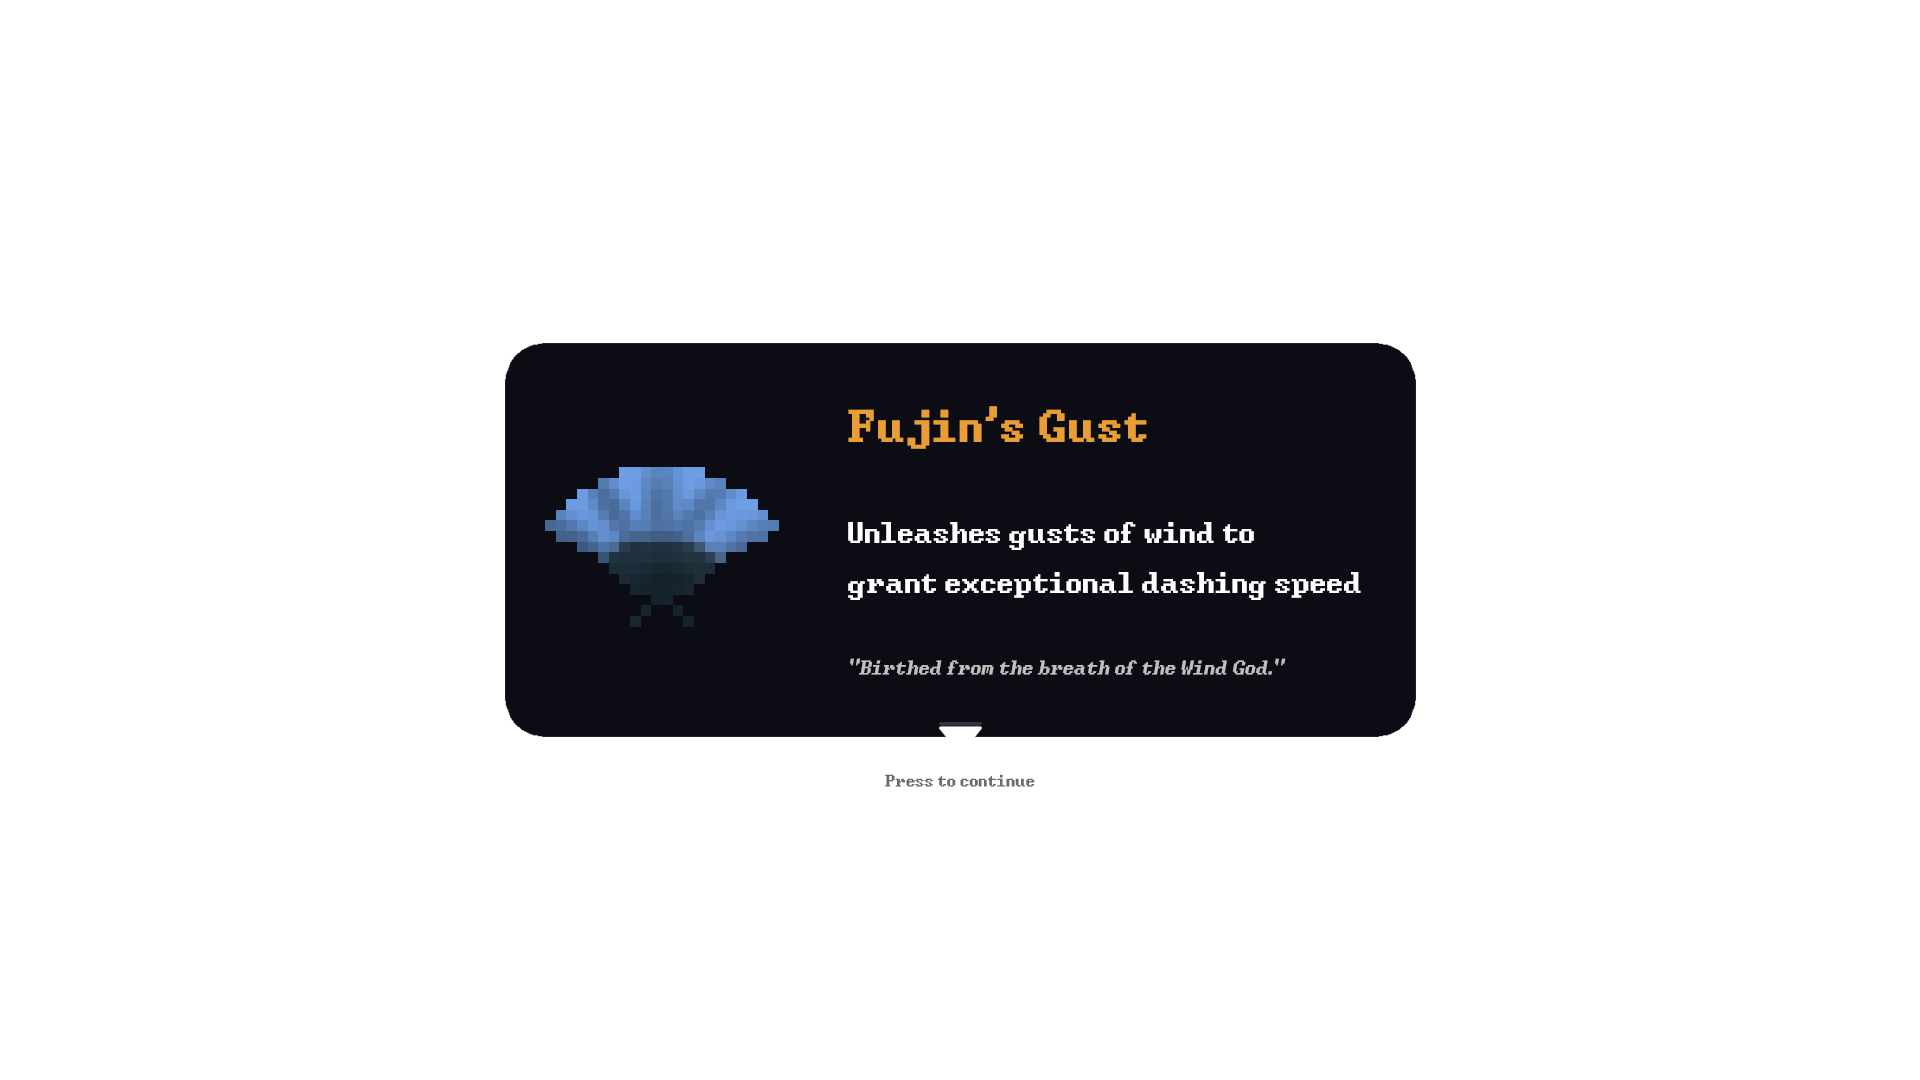 Fujin's Gust
Unleashes gusts of wind to
grant exceptional dashing speed
"Birthed from the breath of the Wind God."
Press to continue